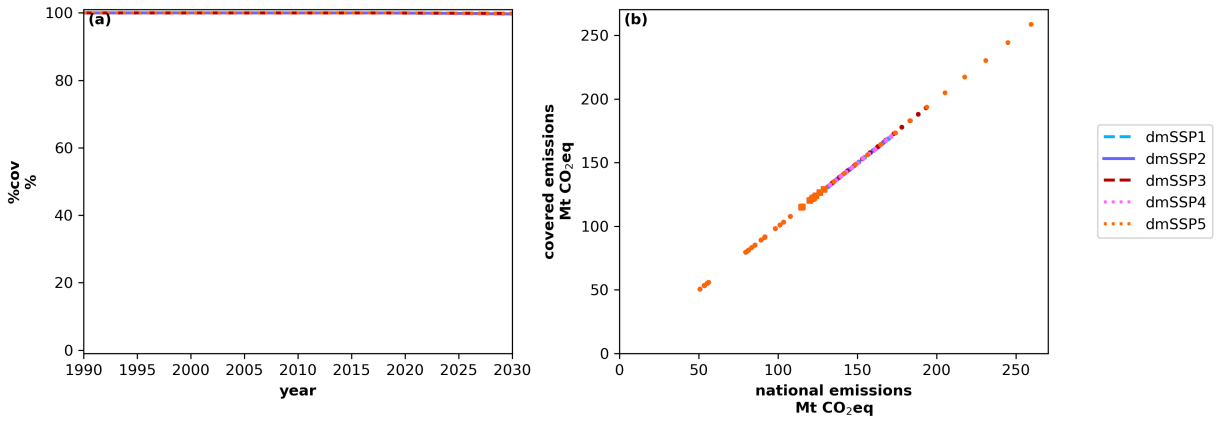 (a)
100
80
60
40
20
0
%cov
%
1990 1995 2000 2005 2010 2015 2020 2025 2030
year
(b)
250
200
150
100
50
0
covered emissions
Mt CO₂eq
0 50 100 150 200 250
national emissions
Mt CO₂eq
dmSSP1
dmSSP2
dmSSP3
dmSSP4
dmSSP5